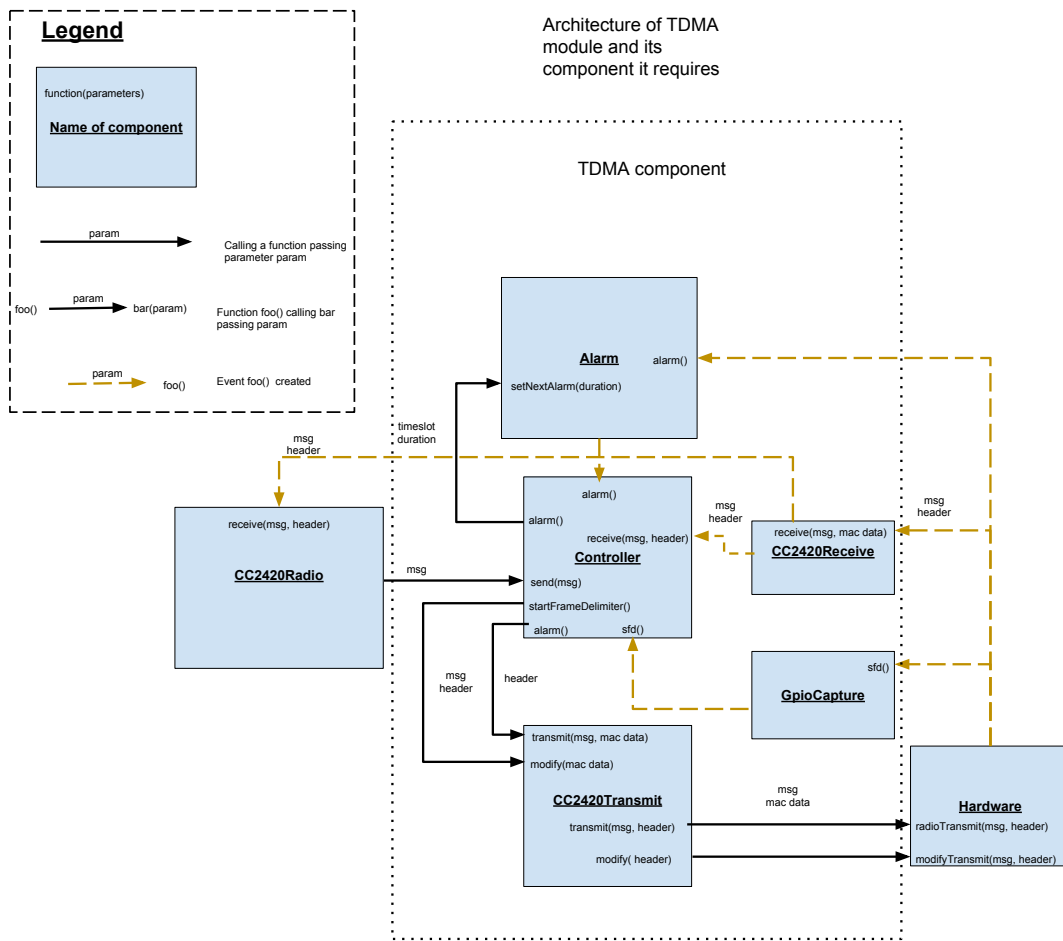 Legend
function(parameters)
Name of component
param
Calling a function passing
parameter param
foo()
param
bar(param)
Function foo() calling bar
passing param
param
foo()
Event foo() created
Architecture of TDMA
module and its
component it requires
TDMA component
Alarm
alarm()
setNextAlarm(duration)
timeslot
duration
msg
header
receive(msg, header)
CC2420Radio
msg
alarm()
alarm()
receive(msg, header)
Controller
send(msg)
startFrameDelimiter()
alarm()
sfd()
msg
header
receive(msg, mac data)
CC2420Receive
msg
header
sfd()
GpioCapture
msg
header
header
transmit(msg, mac data)
modify(mac data)
CC2420Transmit
transmit(msg, header)
modify( header)
msg
mac data
Hardware
radioTransmit(msg, header)
modifyTransmit(msg, header)